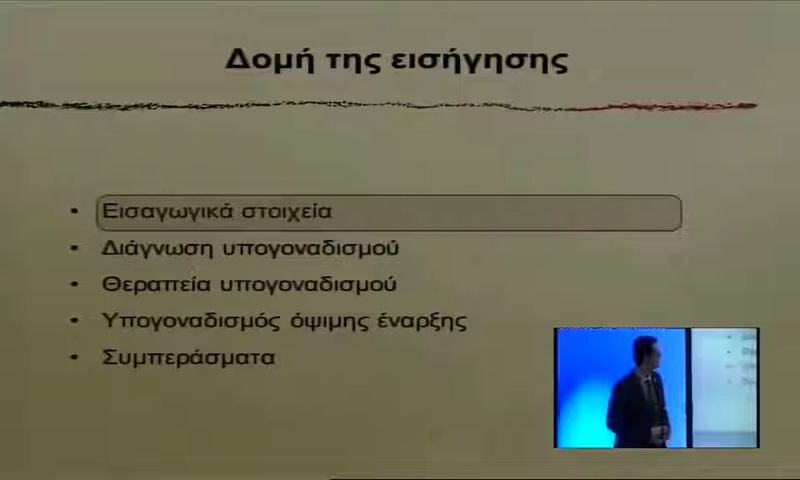 Δομή της εισήγησης
• Εισαγωγικά στοιχεία
• Διάγνωση υπογοναδισμού
• Θεραπεία υπογοναδισμού
• Υπογοναδισμός όψιμης έναρξης
• Συμπεράσματα